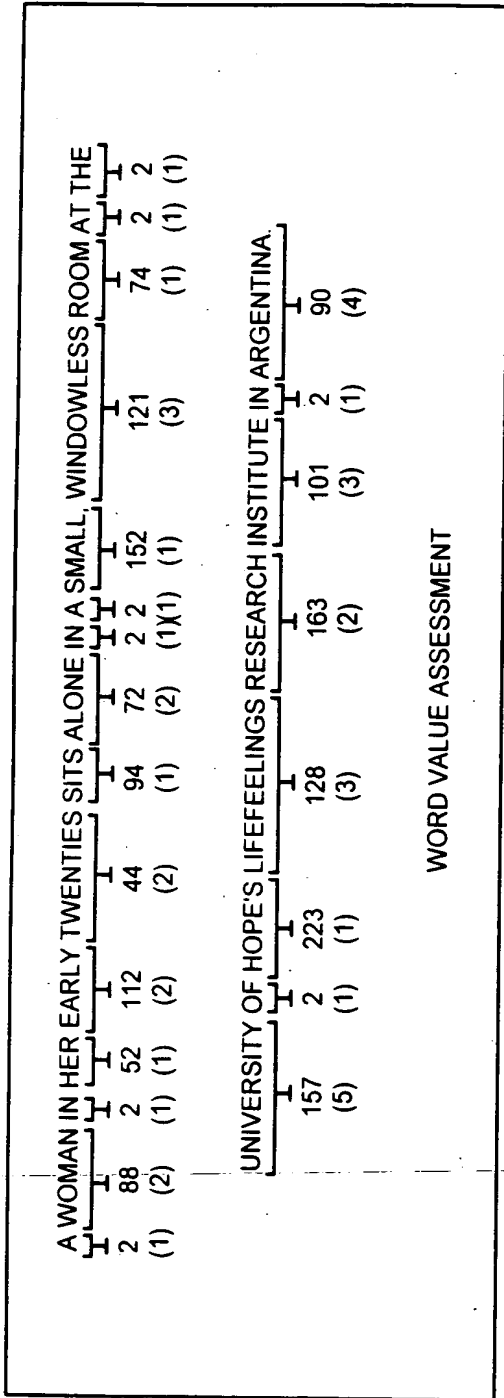 A WOMAN IN HER EARLY TWENTIES SITS ALONE IN A SMALL, WINDOWLESS ROOM AT THE
2 88 2 52 112 44 94 72 2 2 152 121 74 2 2
(1) (2) (1) (1) (2) (2) (1) (2) (1)(1) (1) (3) (1) (1) (1)
UNIVERSITY OF HOPE'S LIFEFEELINGS RESEARCH INSTITUTE IN ARGENTINA.
157 2 223 128 163 101 2 90
(5) (1) (1) (3) (2) (3) (1) (4)
WORD VALUE ASSESSMENT